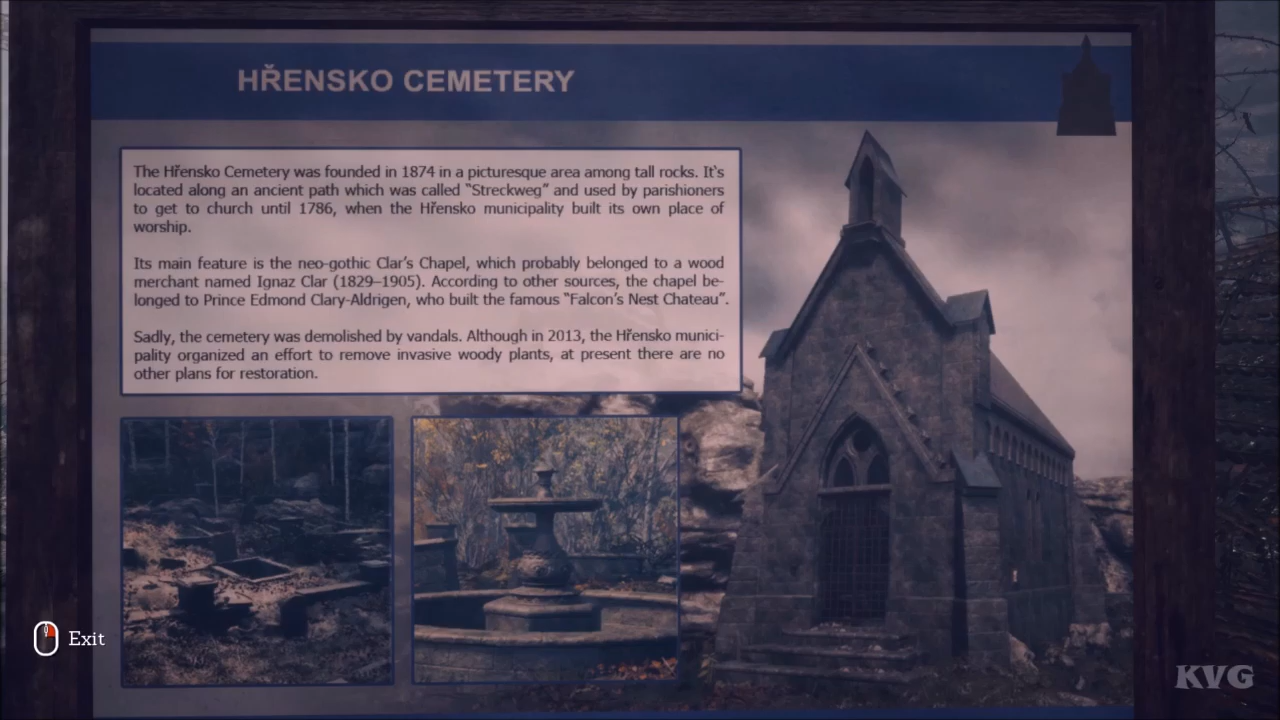 HŘENSKO CEMETERY
The Hřensko Cemetery was founded in 1874 in a picturesque area among tall rocks. It's
located along an ancient path which was called “Streckweg” and used by parishioners
to get to church until 1786, when the Hřensko municipality built its own place of
worship.
Its main feature is the neo-gothic Clar's Chapel, which probably belonged to a wood
merchant named Ignaz Clar (1829–1905). According to other sources, the chapel be-
longed to Prince Edmond Clary-Aldrigen, who built the famous “Falcon's Nest Chateau”.
Sadly, the cemetery was demolished by vandals. Although in 2013, the Hřensko munici-
pality organized an effort to remove invasive woody plants, at present there are no
other plans for restoration.
Exit
KVG